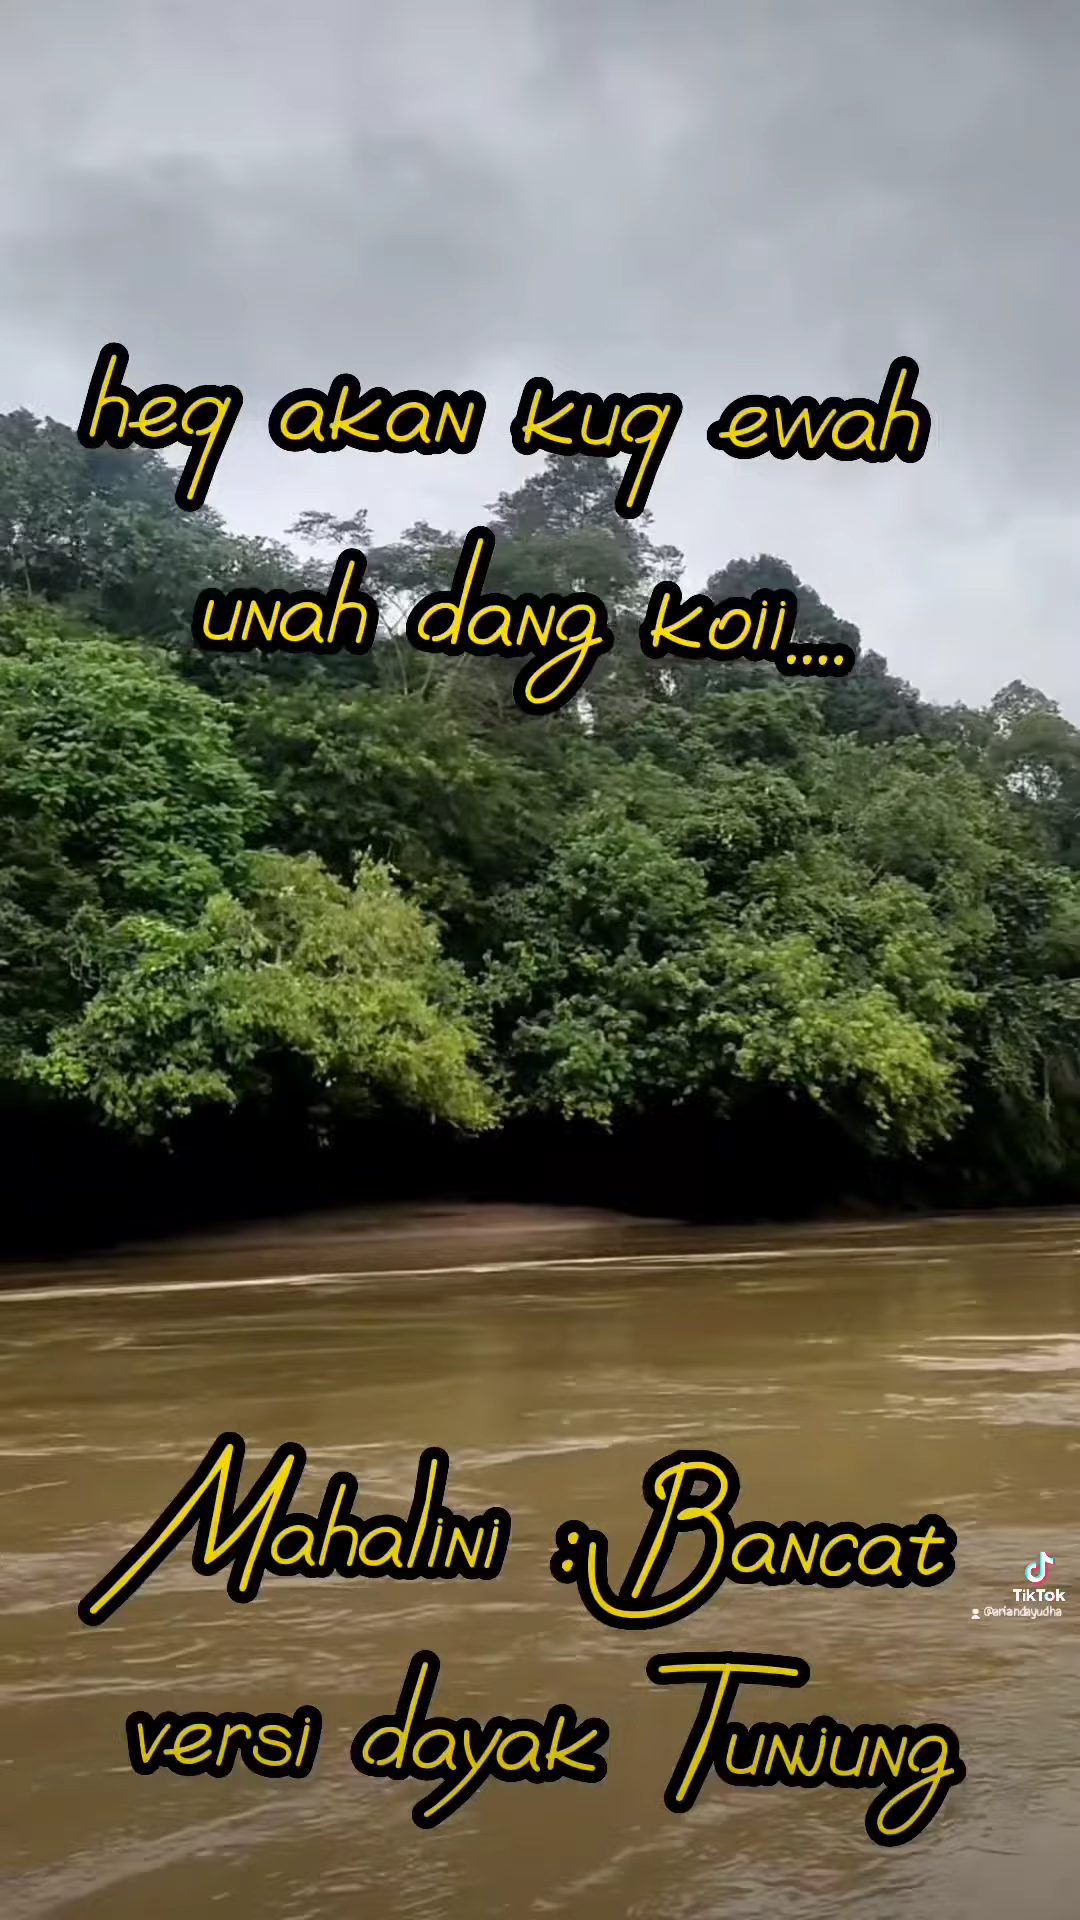 heq akan kuq ewah
unah dang koii....
Mahalini :Bancat
versi dayak Tunjung
TikTok
@ariandayudha